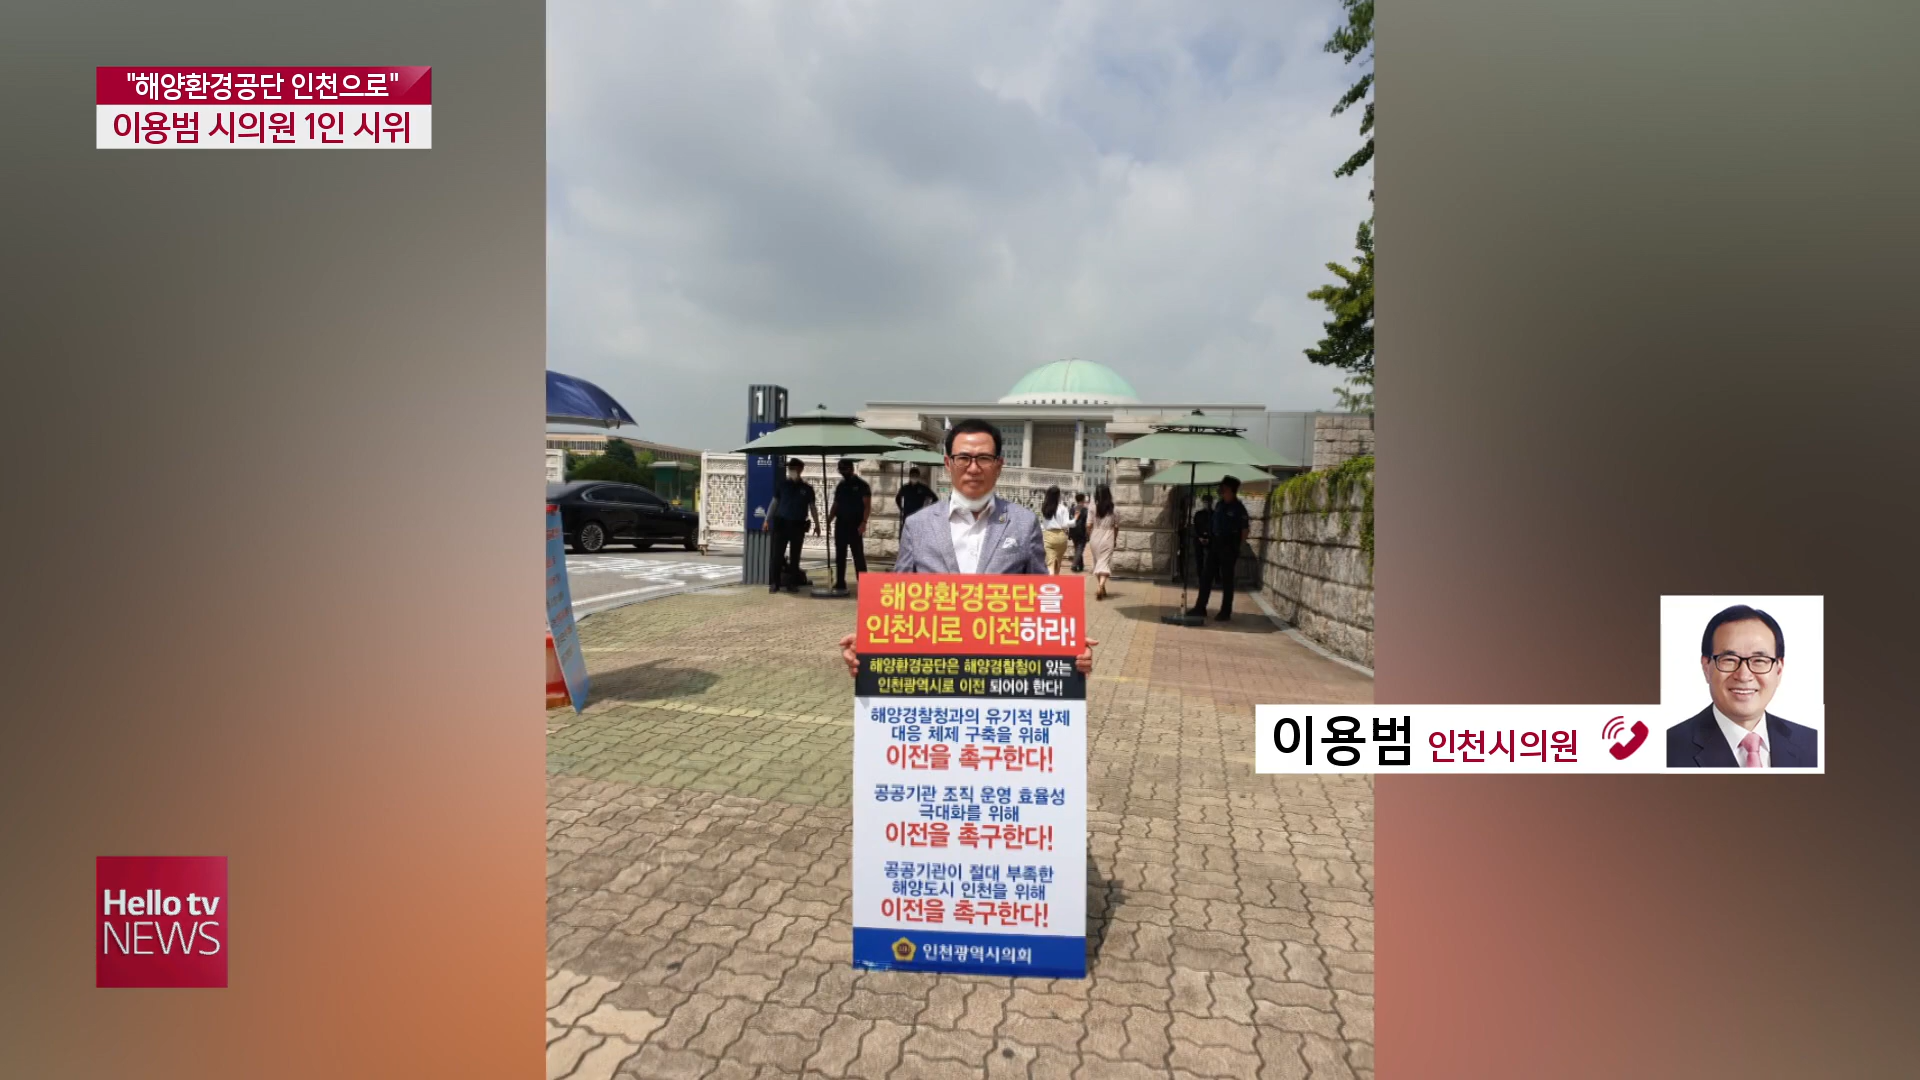 "해양환경공단 인천으로"
이용범 시의원 1인 시위
해양환경공단을
인천시로 이전하라!
해양환경공단은 해양경찰청이 있는
인천광역시로 이전 되어야 한다!
해양경찰청과의 유기적 방제
대응 체제 구축을 위해
이전을 촉구한다!
공공기관 조직 운영 효율성
극대화를 위해
이전을 촉구한다!
공공기관이 절대 부족한
해양도시 인천을 위해
이전을 촉구한다!
인천광역시의회
이용범 인천시의원
Hello tv
NEWS